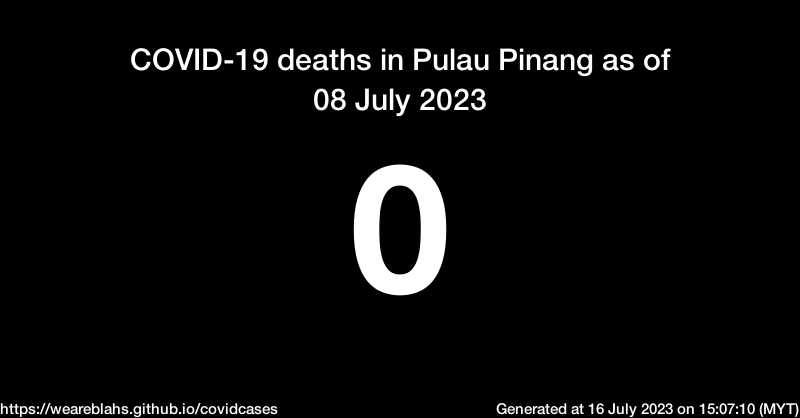 COVID-19 deaths in Pulau Pinang as of
08 July 2023
0
https://weareblahs.github.io/covidcases
Generated at 16 July 2023 on 15:07:10 (MYT)